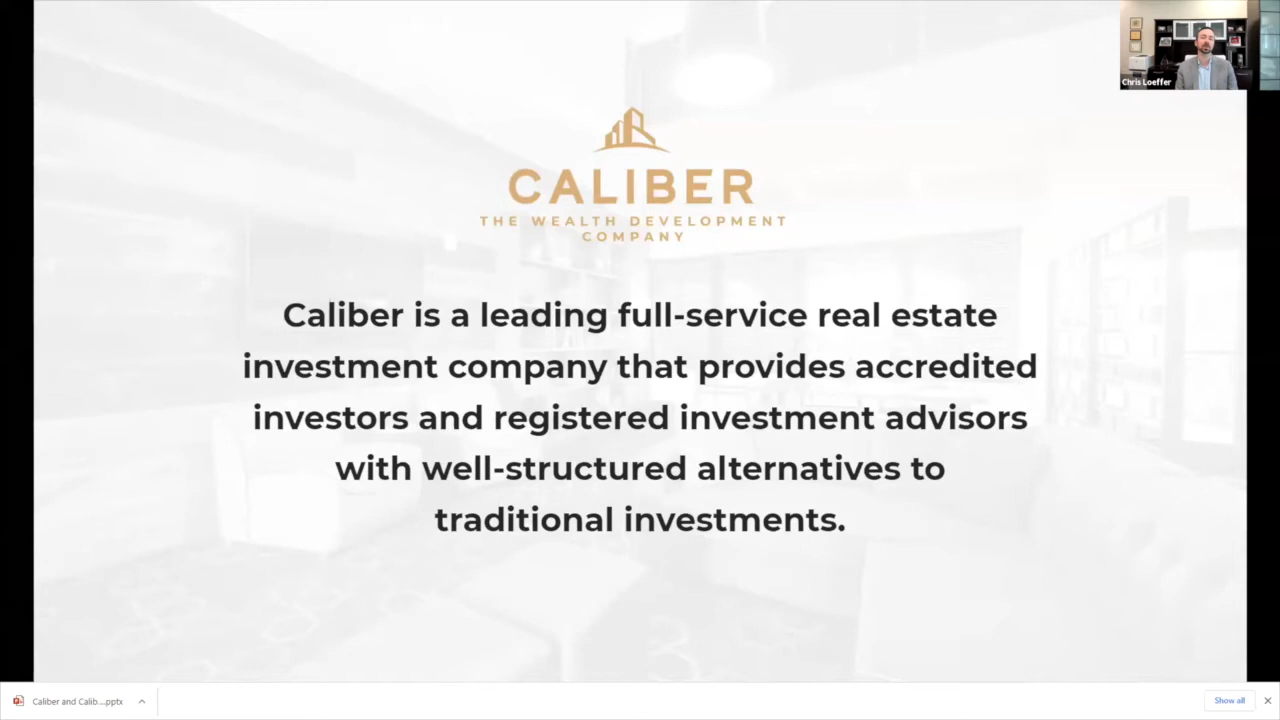 Chris Loeffer
CALIBER
THE WEALTH DEVELOPMENT
COMPANY
Caliber is a leading full-service real estate
investment company that provides accredited
investors and registered investment advisors
with well-structured alternatives to
traditional investments.
Caliber and Calib....pptx
Show all